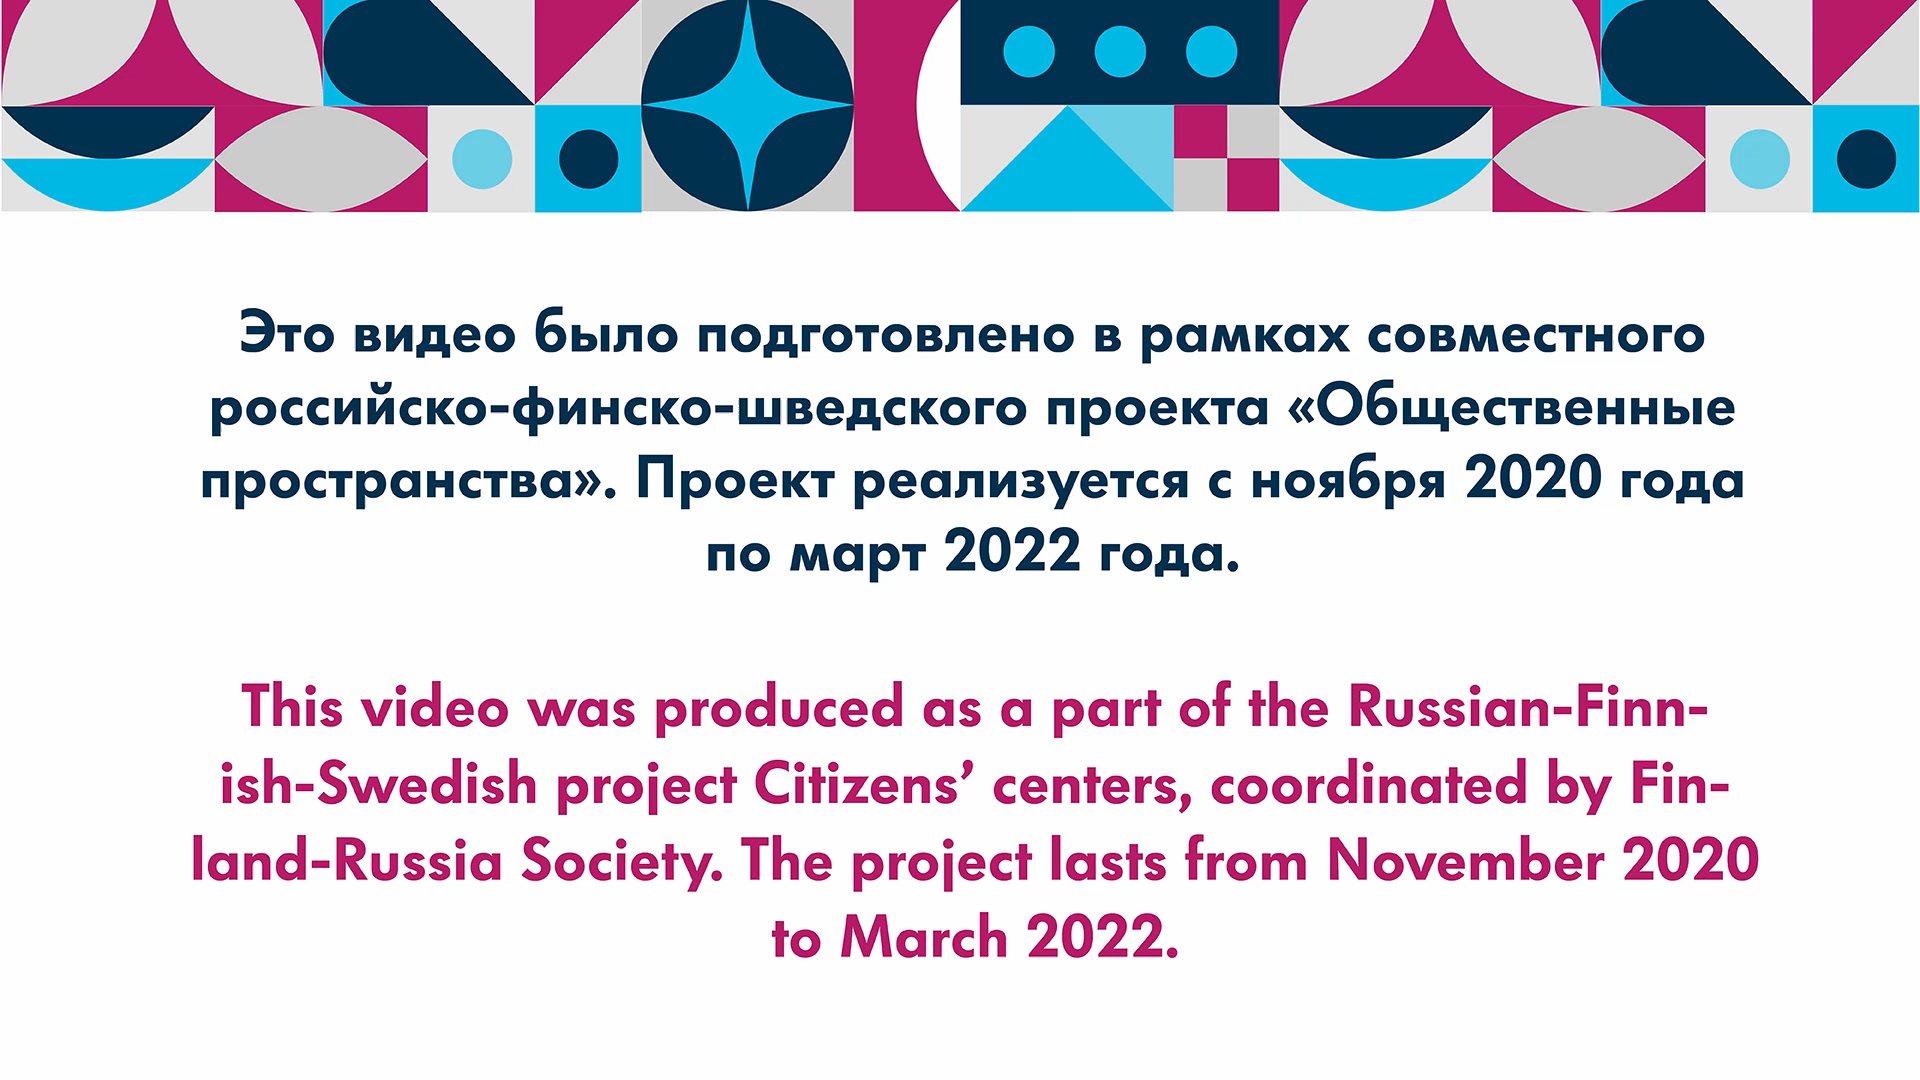 Это видео было подготовлено в рамках совместного
российско-финско-шведского проекта «Общественные
пространства». Проект реализуется с ноября 2020 года
по март 2022 года.
This video was produced as a part of the Russian-Finn-
ish-Swedish project Citizens’ centers, coordinated by Fin-
land-Russia Society. The project lasts from November 2020
to March 2022.